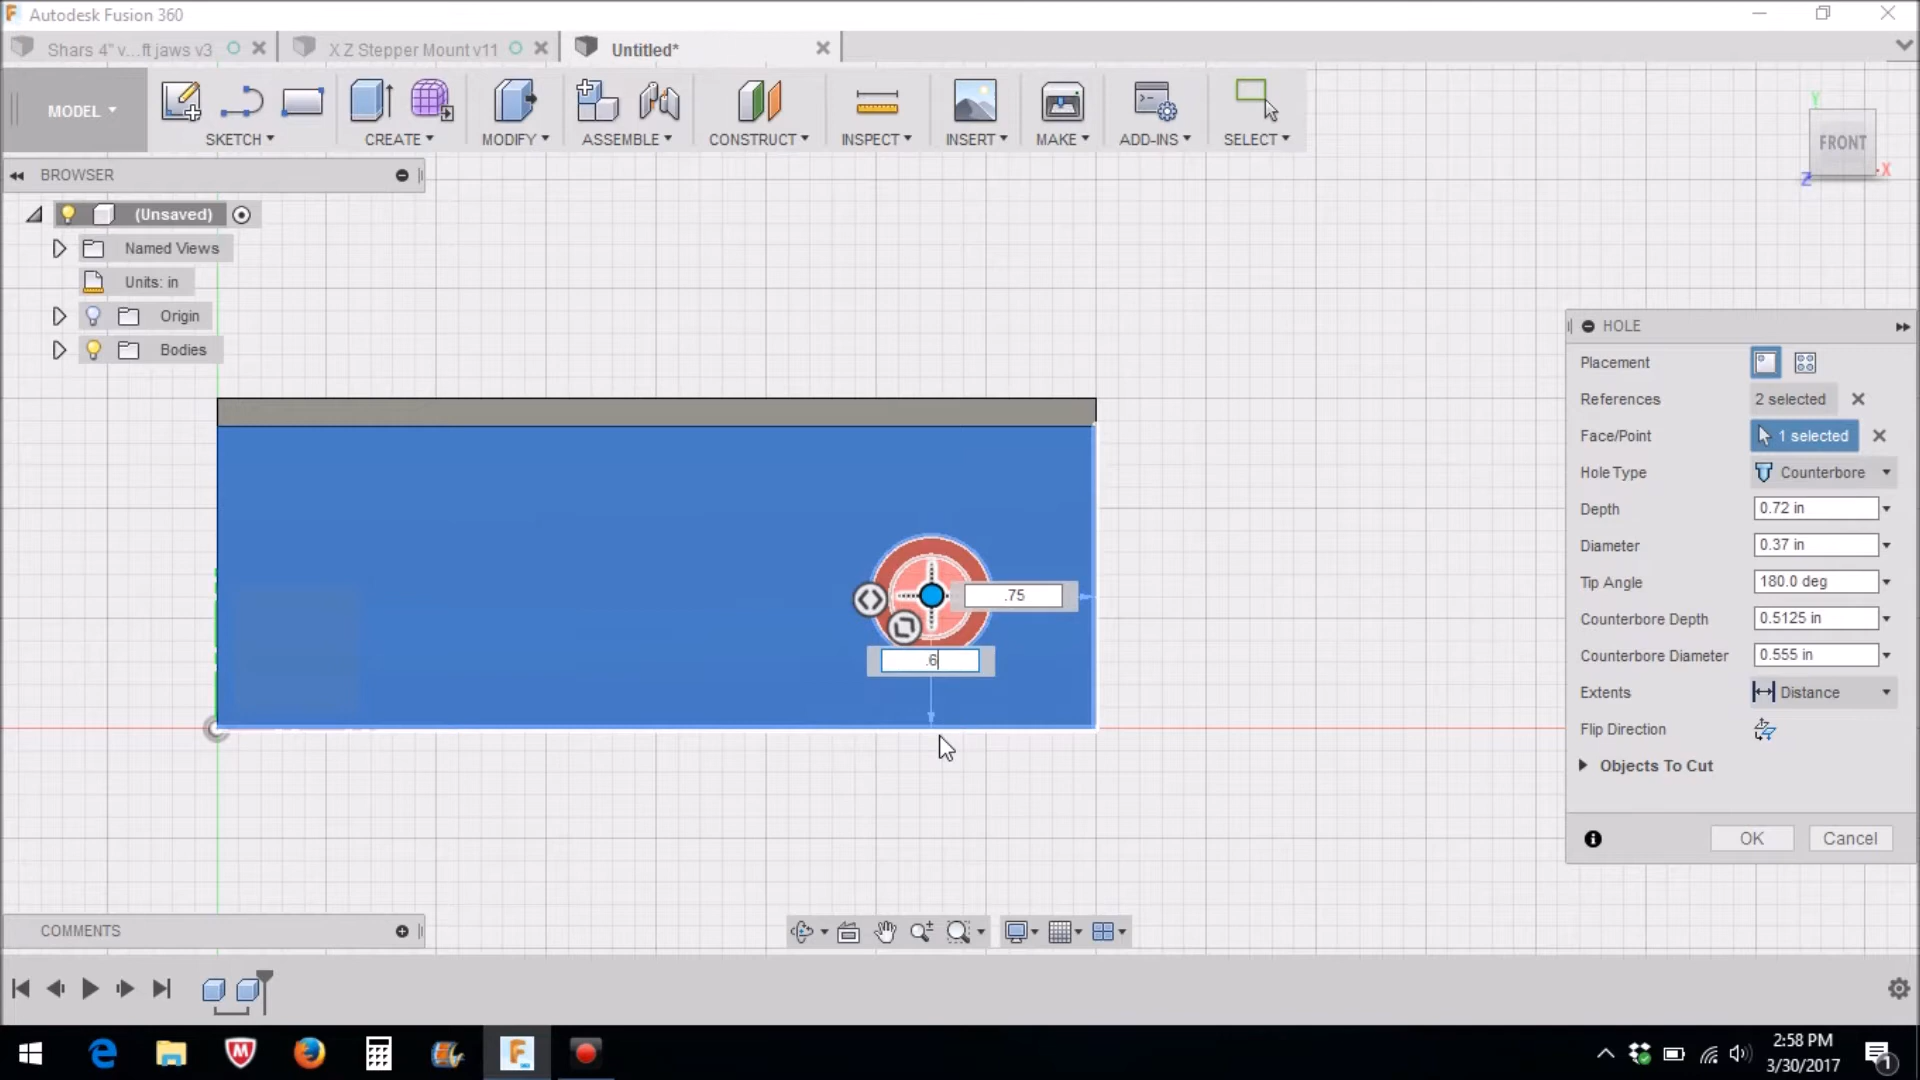 Autodesk Fusion 360
Shars 4" v...ft jaws v3
X Z Stepper Mount v11
Untitled*
MODEL
SKETCH
CREATE
MODIFY
ASSEMBLE
CONSTRUCT
INSPECT
INSERT
MAKE
ADD-INS
SELECT
Y
FRONT
X
Z
BROWSER
(Unsaved)
Named Views
Units: in
Origin
Bodies
.75
.6
HOLE
Placement
References 2 selected
Face/Point 1 selected
Hole Type Counterbore
Depth 0.72 in
Diameter 0.37 in
Tip Angle 180.0 deg
Counterbore Depth 0.5125 in
Counterbore Diameter 0.555 in
Extents Distance
Flip Direction
Objects To Cut
OK Cancel
COMMENTS
2:58 PM
3/30/2017
1